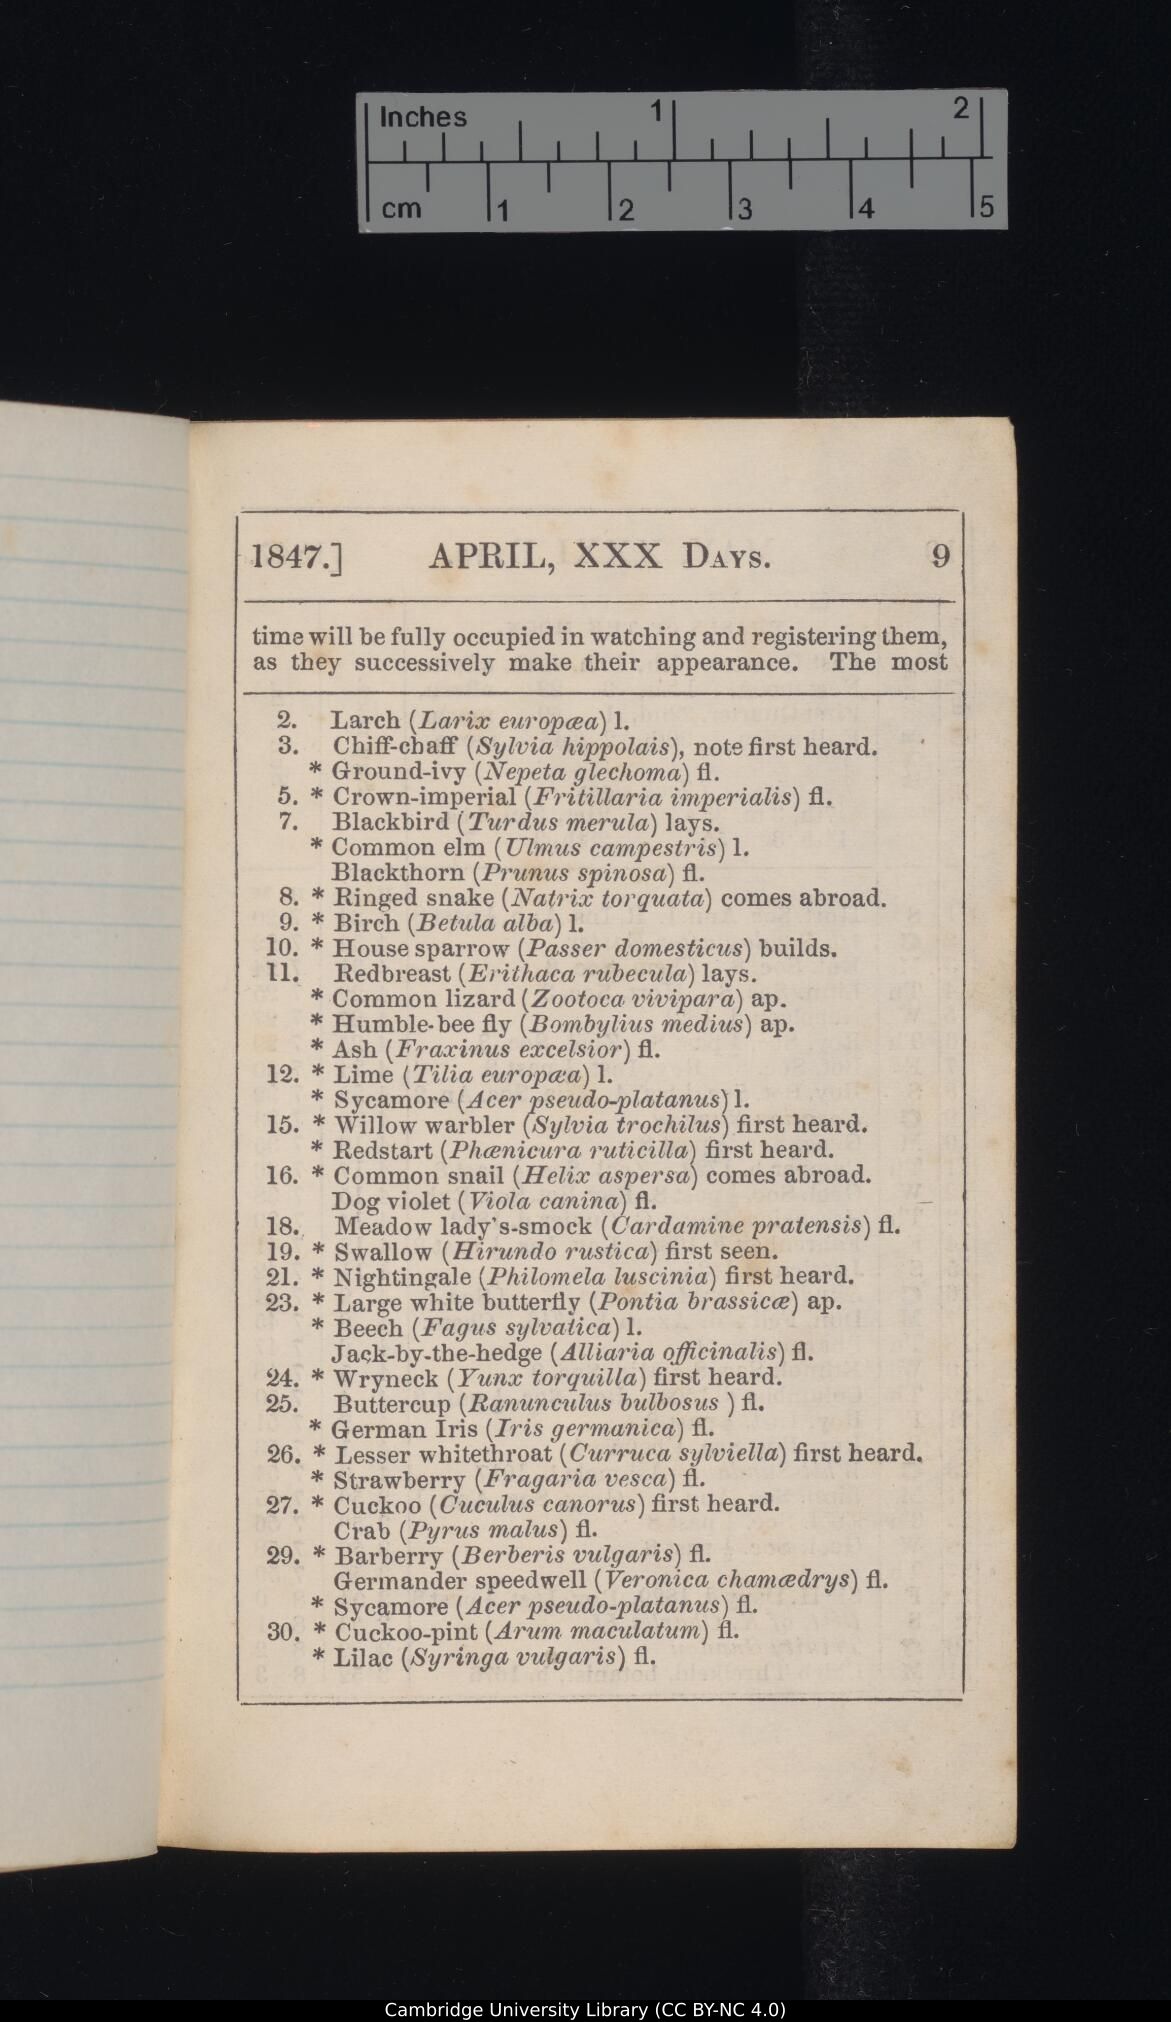 Inches 1 2
cm 1 2 3 4 5
1847.] APRIL, XXX DAYS. 9
time will be fully occupied in watching and registering them,
as they successively make their appearance. The most
2. Larch (Larix europæa) l.
3. Chiff-chaff (Sylvia hippolais), note first heard.
* Ground-ivy (Nepeta glechoma) fl.
5. * Crown-imperial (Fritillaria imperialis) fl.
7. Blackbird (Turdus merula) lays.
* Common elm (Ulmus campestris) l.
Blackthorn (Prunus spinosa) fl.
8. * Ringed snake (Natrix torquata) comes abroad.
9. * Birch (Betula alba) l.
10. * House sparrow (Passer domesticus) builds.
11. Redbreast (Erithaca rubecula) lays.
* Common lizard (Zootoca vivipara) ap.
* Humble-bee fly (Bombylius medius) ap.
* Ash (Fraxinus excelsior) fl.
12. * Lime (Tilia europæa) l.
* Sycamore (Acer pseudo-platanus) l.
15. * Willow warbler (Sylvia trochilus) first heard.
* Redstart (Phœnicura ruticilla) first heard.
16. * Common snail (Helix aspersa) comes abroad.
Dog violet (Viola canina) fl.
18. Meadow lady's-smock (Cardamine pratensis) fl.
19. * Swallow (Hirundo rustica) first seen.
21. * Nightingale (Philomela luscinia) first heard.
23. * Large white butterfly (Pontia brassicæ) ap.
* Beech (Fagus sylvatica) l.
Jack-by-the-hedge (Alliaria officinalis) fl.
24. * Wryneck (Yunx torquilla) first heard.
25. Buttercup (Ranunculus bulbosus ) fl.
* German Iris (Iris germanica) fl.
26. * Lesser whitethroat (Curruca sylviella) first heard.
* Strawberry (Fragaria vesca) fl.
27. * Cuckoo (Cuculus canorus) first heard.
Crab (Pyrus malus) fl.
29. * Barberry (Berberis vulgaris) fl.
Germander speedwell (Veronica chamædrys) fl.
* Sycamore (Acer pseudo-platanus) fl.
30. * Cuckoo-pint (Arum maculatum) fl.
* Lilac (Syringa vulgaris) fl.
Cambridge University Library (CC BY-NC 4.0)